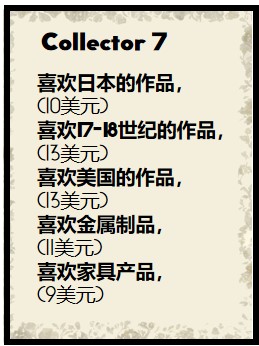 Collector 7
喜欢日本的作品，
(10美元)
喜欢17-18世纪的作品，
(13美元)
喜欢美国的作品，
(13美元)
喜欢金属制品，
(11美元)
喜欢家具产品，
(9美元)